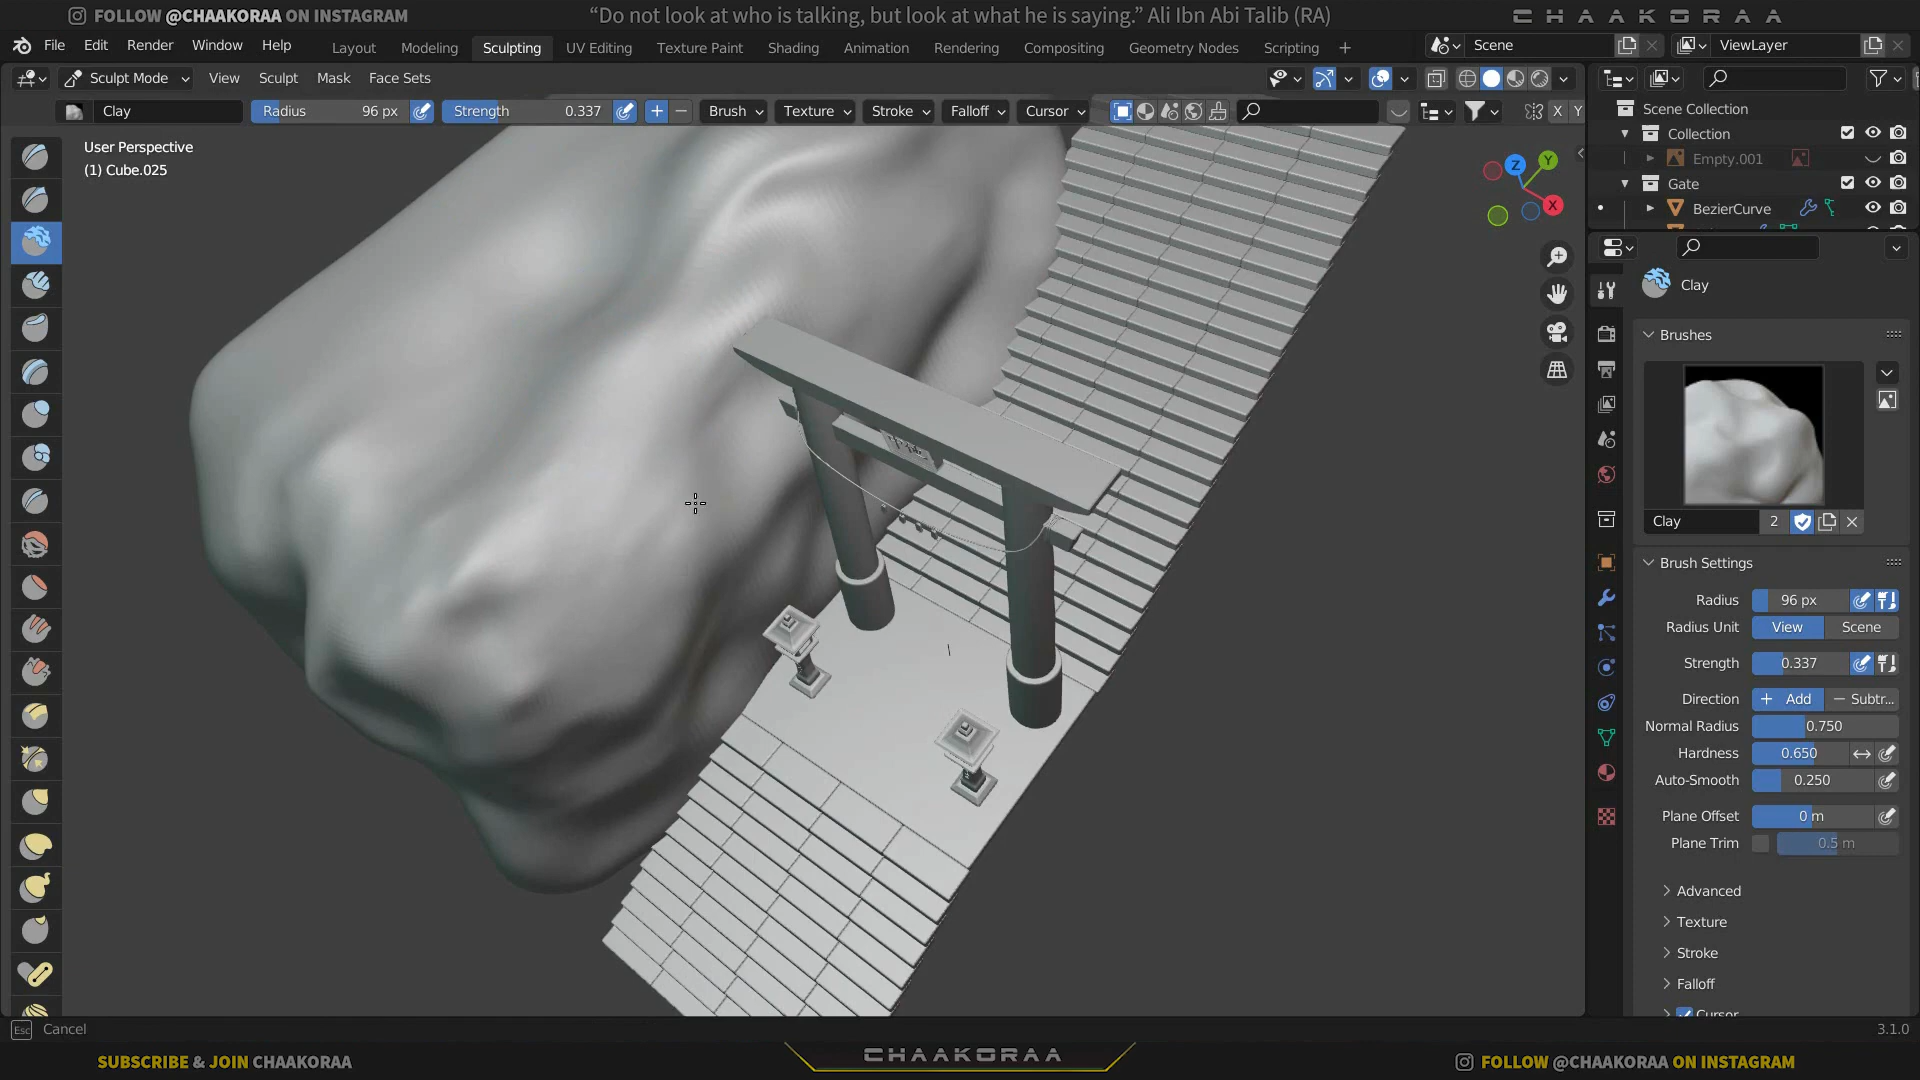 FOLLOW @CHAAKORAA ON INSTAGRAM
“Do not look at who is talking, but look at what he is saying.” Ali Ibn Abi Talib (RA)
CHAAKORAA
File Edit Render Window Help
Layout Modeling Sculpting UV Editing Texture Paint Shading Animation Rendering Compositing Geometry Nodes Scripting +
Scene
ViewLayer
Sculpt Mode View Sculpt Mask Face Sets
Clay Radius 96 px Strength 0.337 Brush Texture Stroke Falloff Cursor X Y
User Perspective
(1) Cube.025
Z Y X
Scene Collection
Collection
Empty.001
Gate
BezierCurve
Clay
Brushes
Clay 2
Brush Settings
Radius 96 px
Radius Unit View Scene
Strength 0.337
Direction + Add − Subtr...
Normal Radius 0.750
Hardness 0.650
Auto-Smooth 0.250
Plane Offset 0 m
Plane Trim 0.5 m
Advanced
Texture
Stroke
Falloff
Cursor
Esc Cancel
3.1.0
SUBSCRIBE & JOIN CHAAKORAA
CHAAKORAA
FOLLOW @CHAAKORAA ON INSTAGRAM